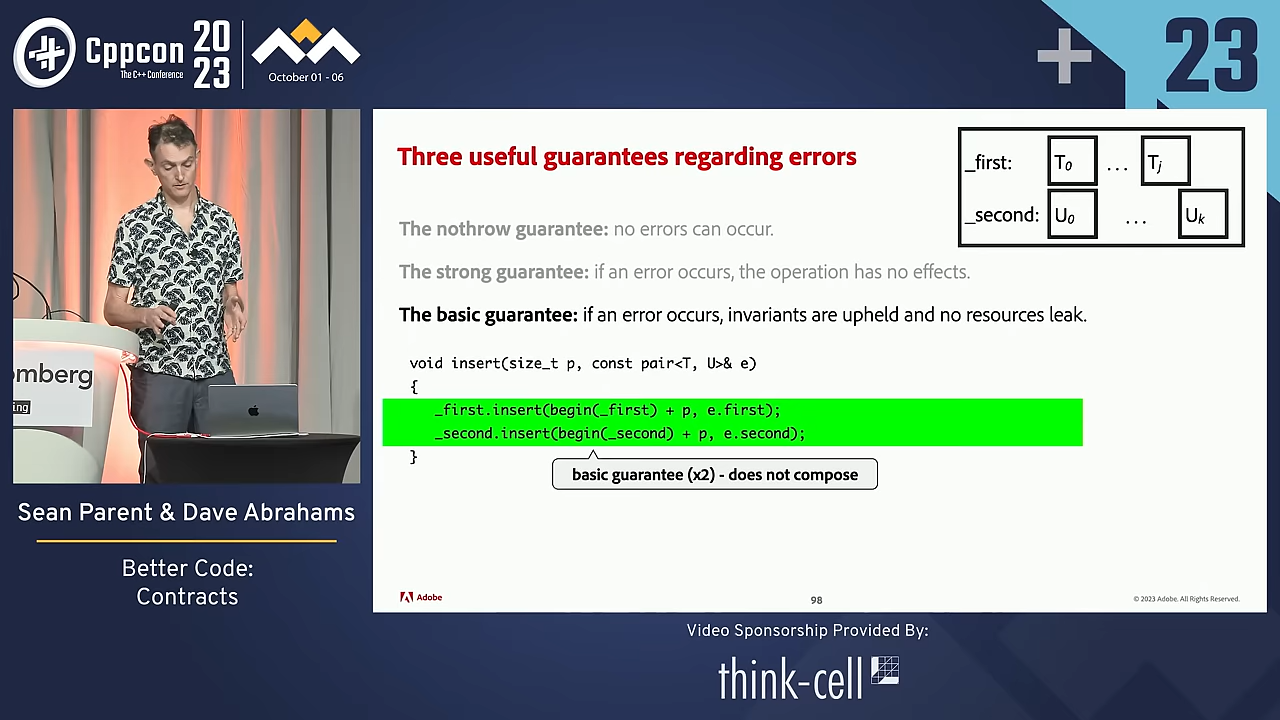 Cppcon
The C++ Conference
20
23
October 01 - 06
23
omberg
ing
Sean Parent & Dave Abrahams
Better Code:
Contracts
Three useful guarantees regarding errors
_first: T0 ... Tj
_second: U0 ... Uk
The nothrow guarantee: no errors can occur.
The strong guarantee: if an error occurs, the operation has no effects.
The basic guarantee: if an error occurs, invariants are upheld and no resources leak.
void insert(size_t p, const pair<T, U>& e)
{
_first.insert(begin(_first) + p, e.first);
_second.insert(begin(_second) + p, e.second);
}
basic guarantee (x2) - does not compose
Adobe
98
© 2023 Adobe. All Rights Reserved.
Video Sponsorship Provided By:
think-cell